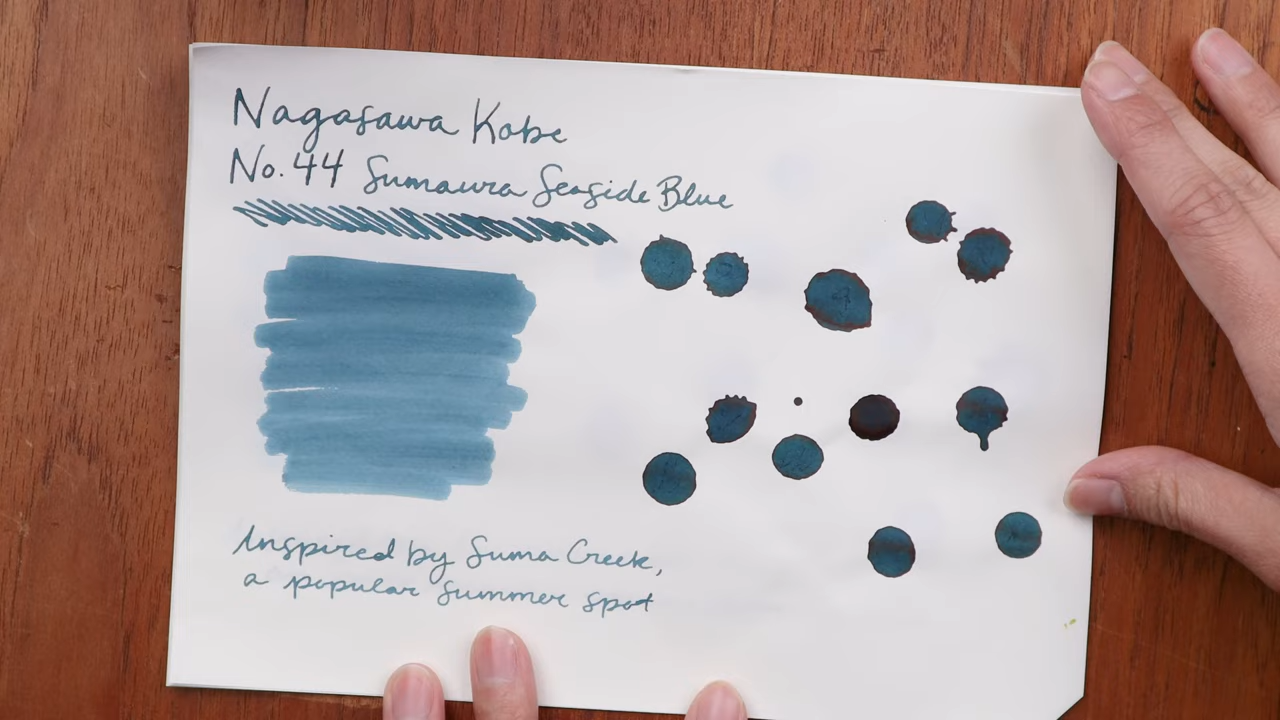 Nagasawa Kobe
No. 44 Sumaura Seaside Blue
Inspired by Suma Creek,
a popular summer spot